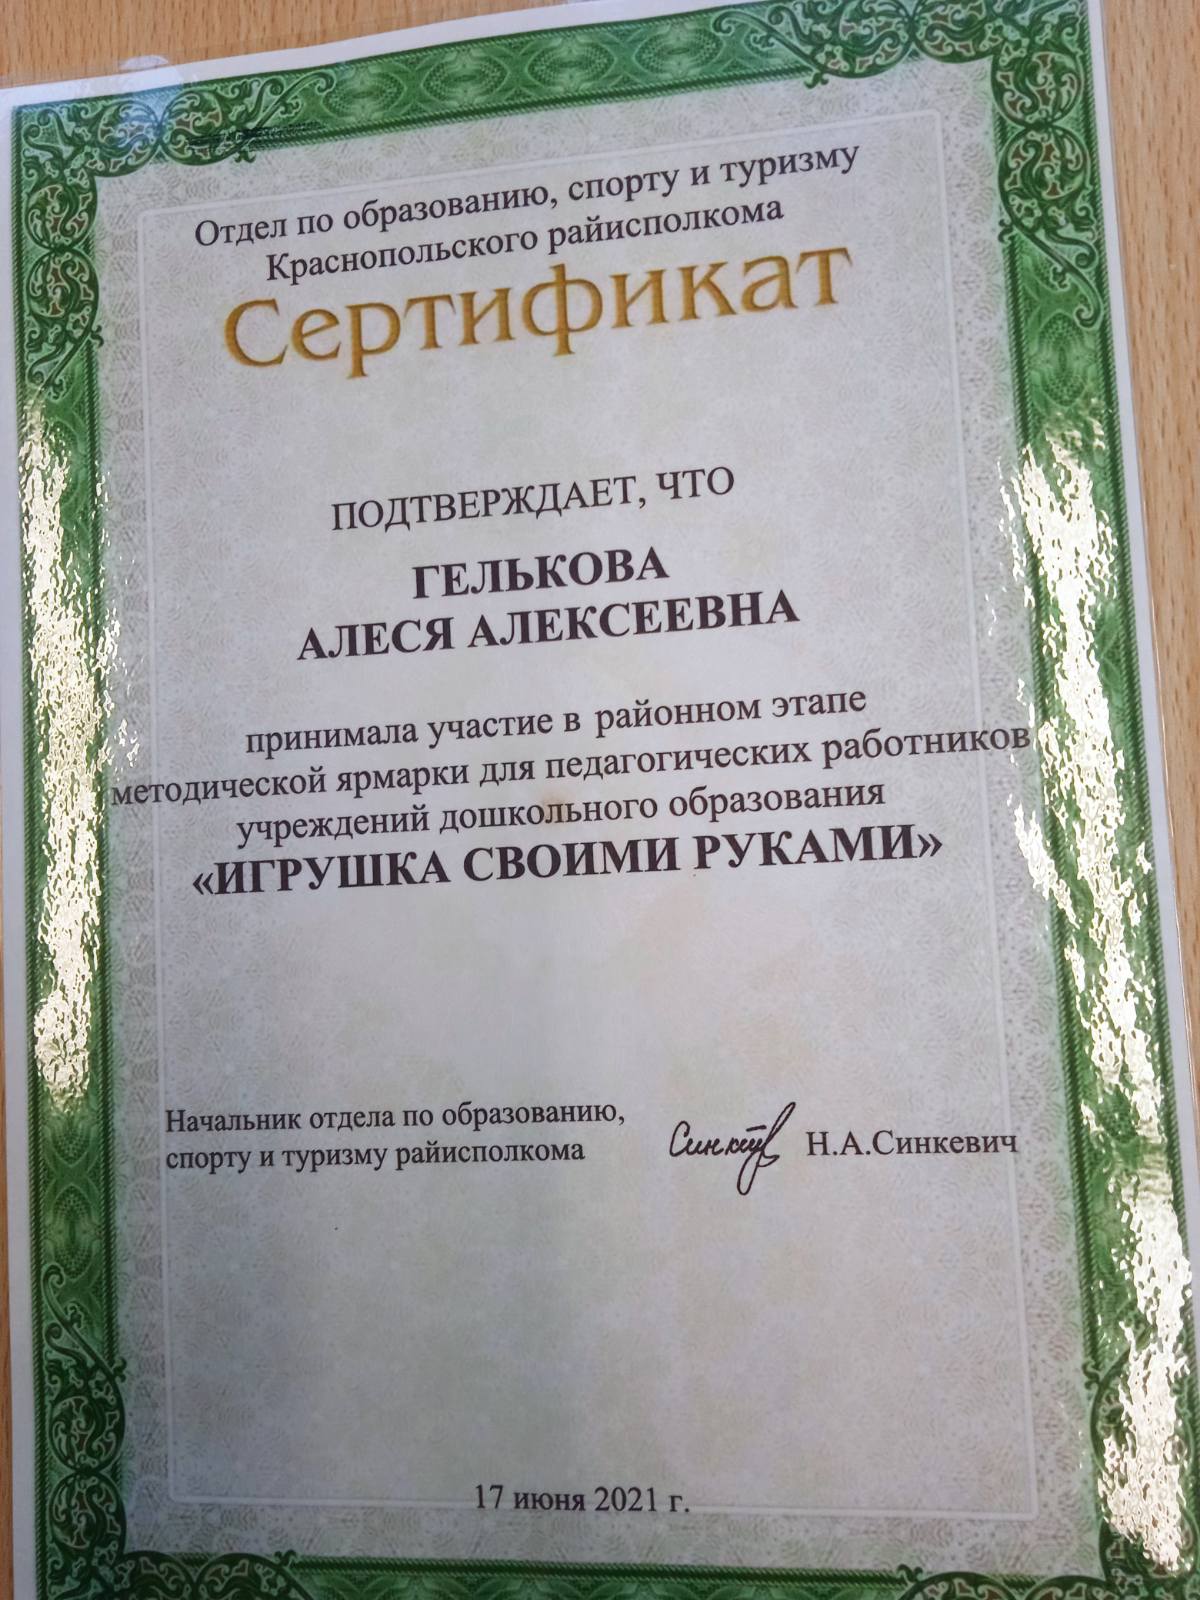 Отдел по образованию, спорту и туризму
Краснопольского райисполкома
Сертификат
ПОДТВЕРЖДАЕТ, ЧТО
ГЕЛЬКОВА
АЛЕСЯ АЛЕКСЕЕВНА
принимала участие в районном этапе
методической ярмарки для педагогических работников
учреждений дошкольного образования
«ИГРУШКА СВОИМИ РУКАМИ»
Начальник отдела по образованию,
спорту и туризму райисполкома
Н.А.Синкевич
17 июня 2021 г.